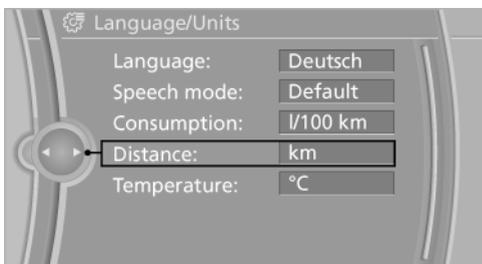 Language/Units
Language: Deutsch
Speech mode: Default
Consumption: l/100 km
Distance: km
Temperature: °C